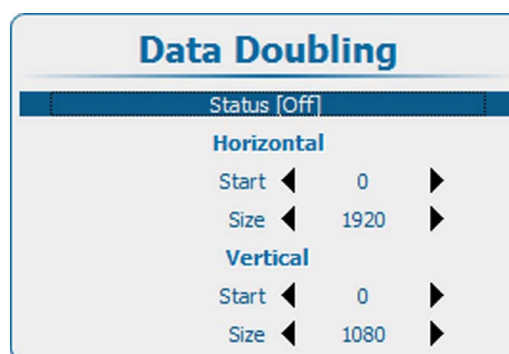 Data Doubling
Status [Off]
Horizontal
Start 0
Size 1920
Vertical
Start 0
Size 1080